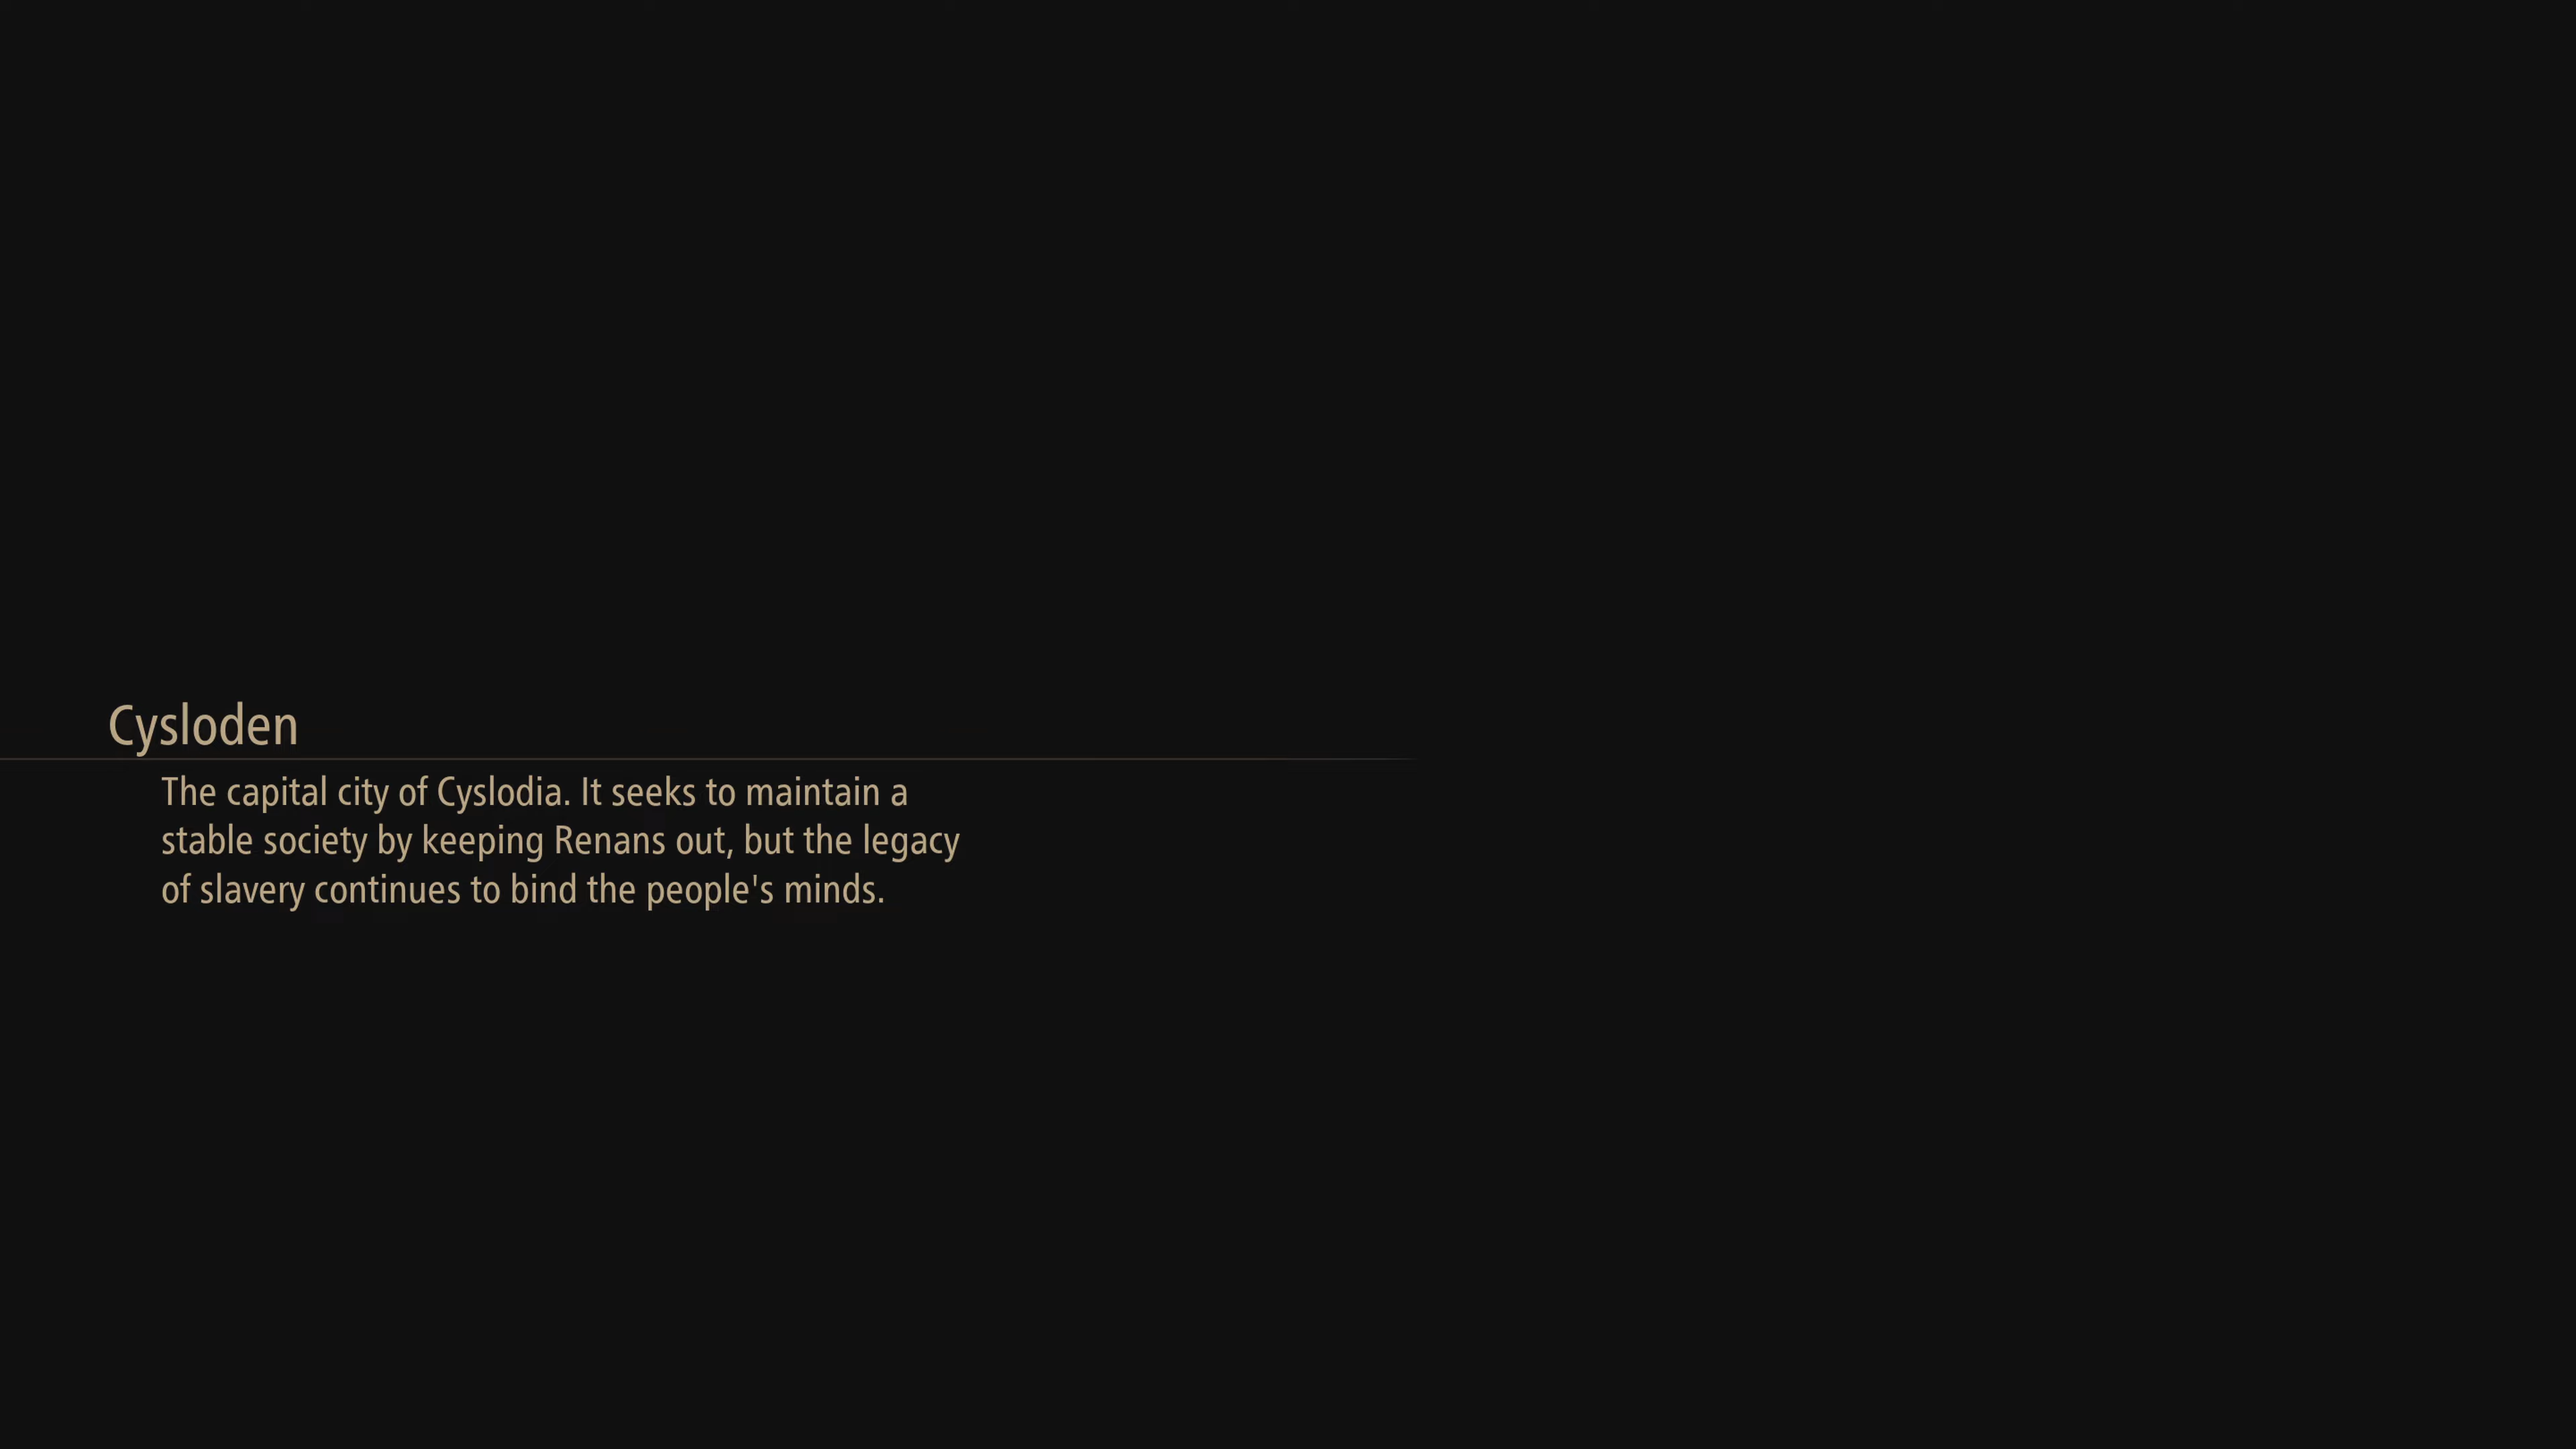 Cysloden
The capital city of Cyslodia. It seeks to maintain a
stable society by keeping Renans out, but the legacy
of slavery continues to bind the people's minds.